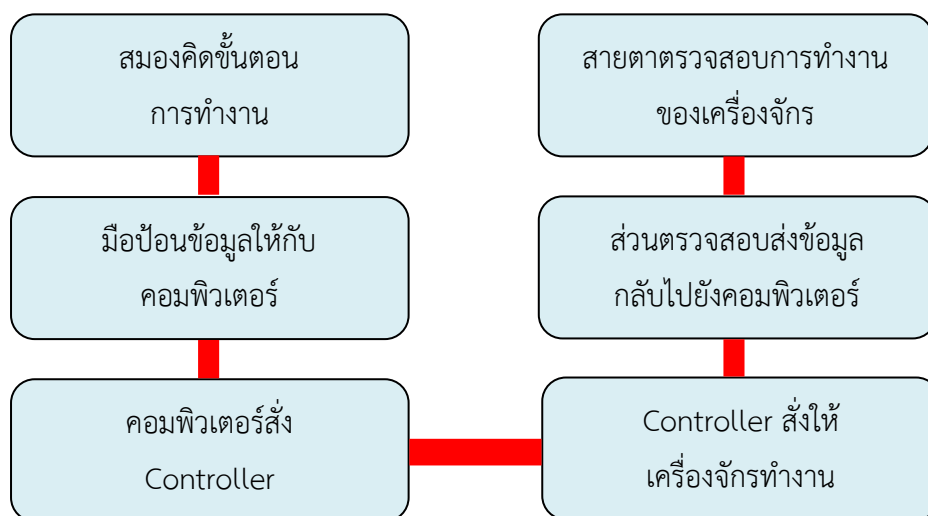 สมองคิดขั้นตอน
การทำงาน
มือป้อนข้อมูลให้กับ
คอมพิวเตอร์
คอมพิวเตอร์สั่ง
Controller
Controller สั่งให้
เครื่องจักรทำงาน
ส่วนตรวจสอบส่งข้อมูล
กลับไปยังคอมพิวเตอร์
สายตาตรวจสอบการทำงาน
ของเครื่องจักร